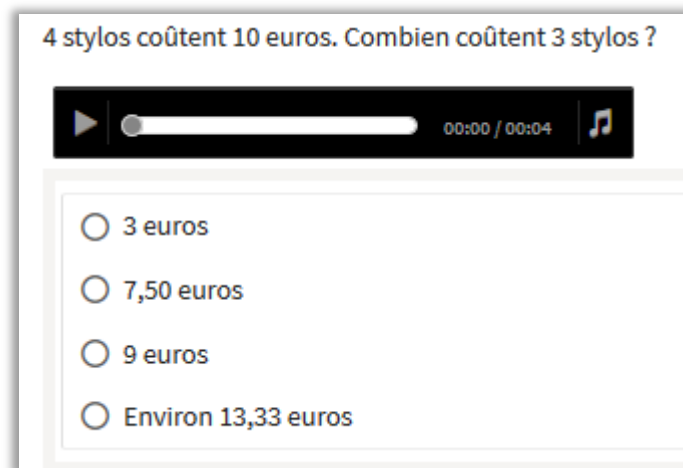 4 stylos coûtent 10 euros. Combien coûtent 3 stylos ?
00:00 / 00:04
3 euros
7,50 euros
9 euros
Environ 13,33 euros